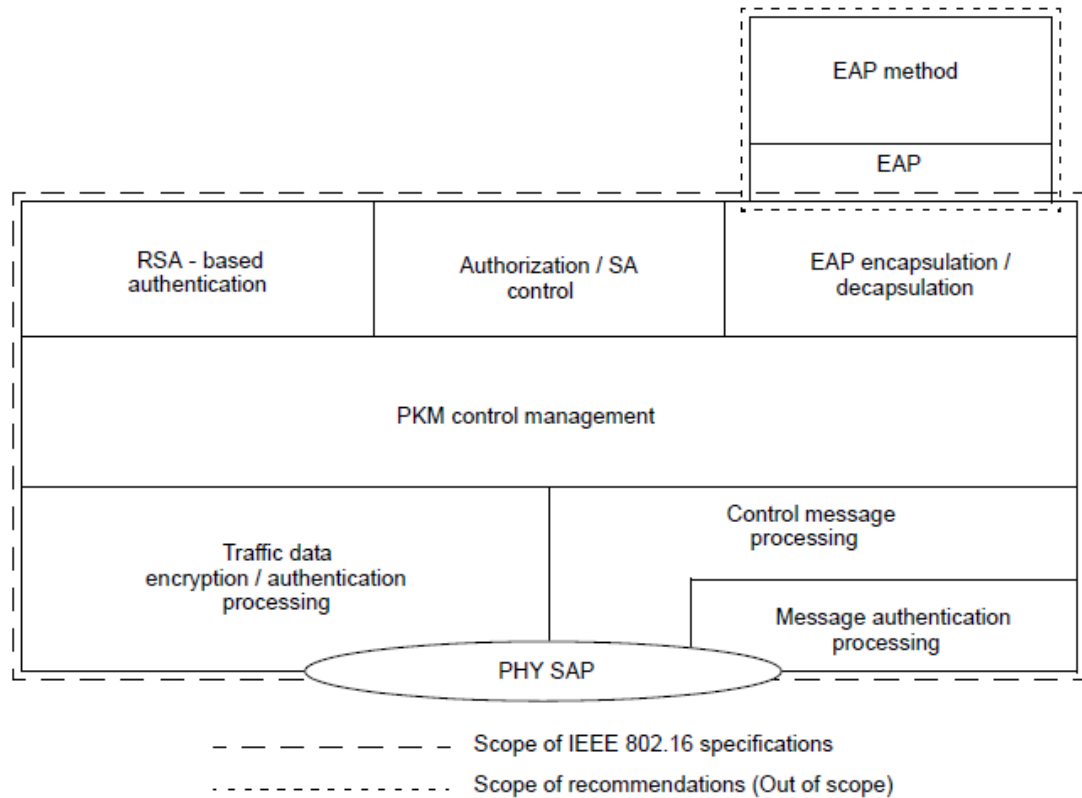 EAP method
EAP
RSA - based
authentication
Authorization / SA
control
EAP encapsulation /
decapsulation
PKM control management
Traffic data
encryption / authentication
processing
Control message
processing
Message authentication
processing
PHY SAP
Scope of IEEE 802.16 specifications
Scope of recommendations (Out of scope)